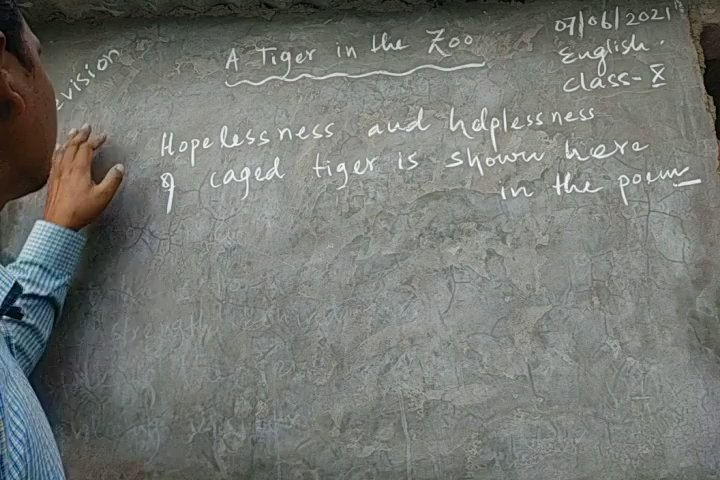 A Tiger in the Zoo
07/06/2021
English.
class- X
Hopelessness and helplessness
of caged tiger is shown here
in the poem